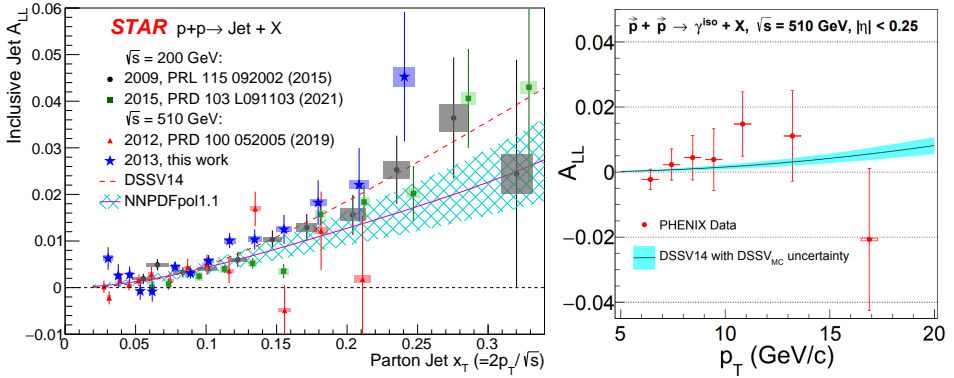 STAR p+p→ Jet + X
√s = 200 GeV:
2009, PRL 115 092002 (2015)
2015, PRD 103 L091103 (2021)
√s = 510 GeV:
2012, PRD 100 052005 (2019)
2013, this work
DSSV14
NNPDFpol1.1
Inclusive Jet A_LL
0.06
0.05
0.04
0.03
0.02
0.01
0
−0.01
0 0.05 0.1 0.15 0.2 0.25 0.3
Parton Jet x_T (=2p_T/√s)
p⃗ + p⃗ → γ^iso + X, √s = 510 GeV, |η| < 0.25
A_LL
0.04
0.02
0
−0.02
−0.04
PHENIX Data
DSSV14 with DSSV_MC uncertainty
5 10 15 20
p_T (GeV/c)